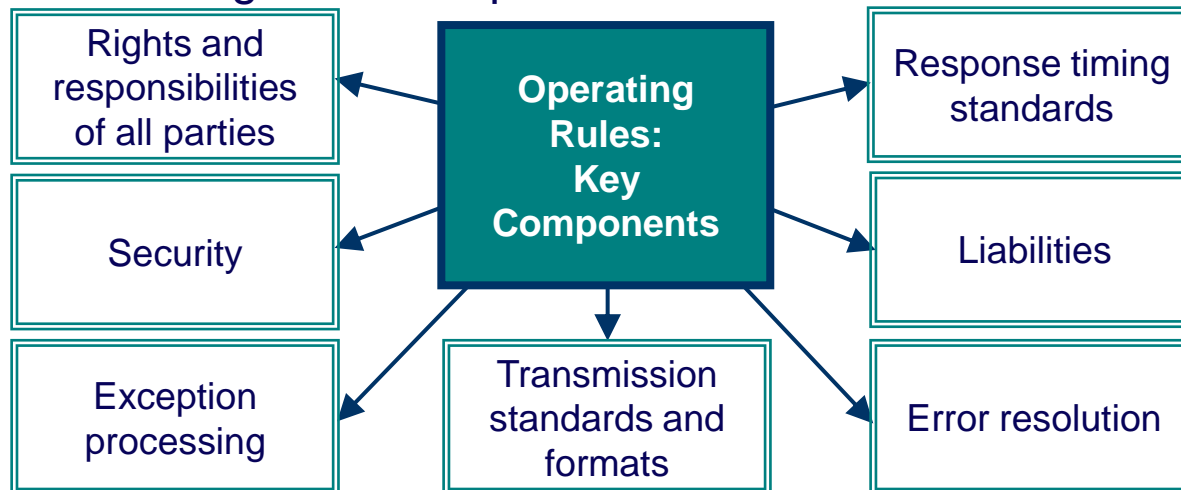 Rights and
responsibilities
of all parties
Operating
Rules:
Key
Components
Response timing
standards
Security
Liabilities
Exception
processing
Transmission
standards and
formats
Error resolution